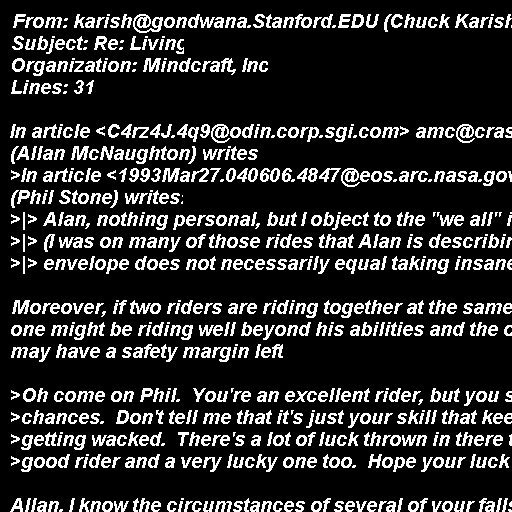 From: karish@gondwana.Stanford.EDU (Chuck Karish
Subject: Re: Living
Organization: Mindcraft, Inc
Lines: 31
In article <C4rz4J.4q9@odin.corp.sgi.com> amc@cras
(Allan McNaughton) writes
>In article <1993Mar27.040606.4847@eos.arc.nasa.gov
(Phil Stone) writes:
>|> Alan, nothing personal, but I object to the "we all" i
>|> (I was on many of those rides that Alan is describin
>|> envelope does not necessarily equal taking insane
Moreover, if two riders are riding together at the same
one might be riding well beyond his abilities and the o
may have a safety margin left
>Oh come on Phil.  You're an excellent rider, but you s
>chances.  Don't tell me that it's just your skill that kee
>getting wacked.  There's a lot of luck thrown in there t
>good rider and a very lucky one too.  Hope your luck
Allan, I know the circumstances of several of your falls